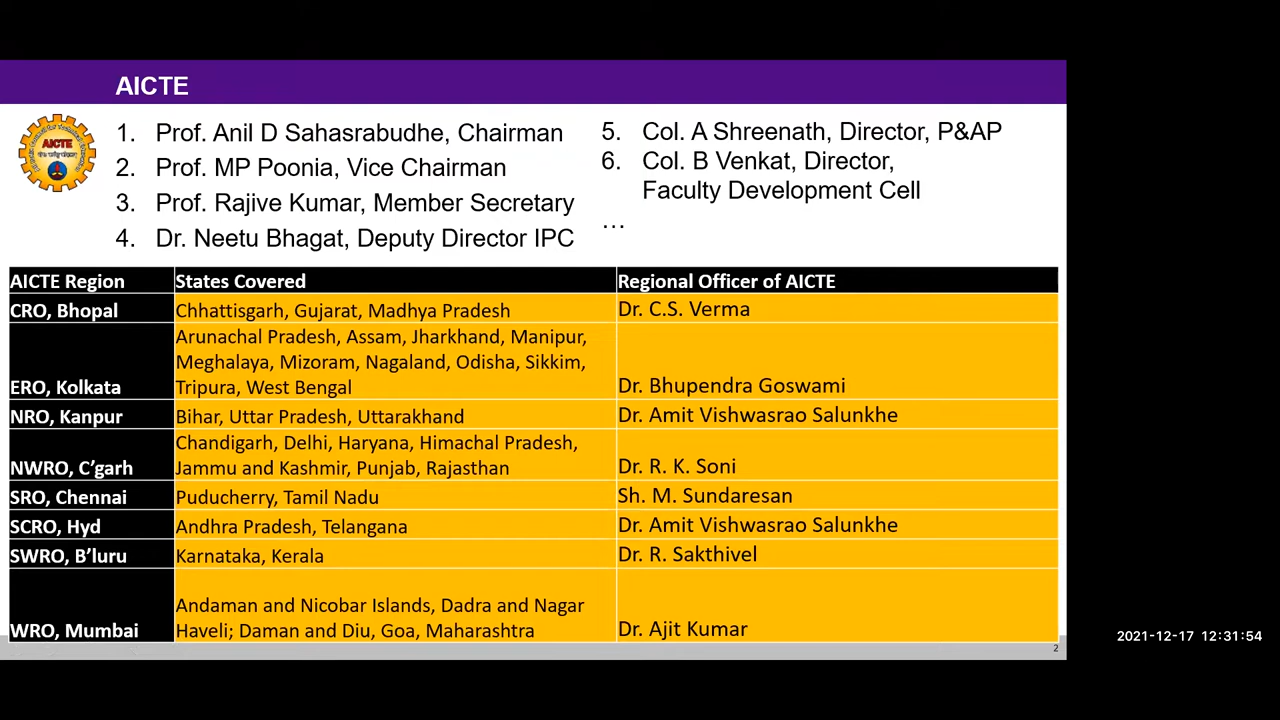 AICTE
AICTE
1. Prof. Anil D Sahasrabudhe, Chairman
2. Prof. MP Poonia, Vice Chairman
3. Prof. Rajive Kumar, Member Secretary
4. Dr. Neetu Bhagat, Deputy Director IPC
5. Col. A Shreenath, Director, P&AP
6. Col. B Venkat, Director,
Faculty Development Cell
…
AICTE Region States Covered Regional Officer of AICTE
CRO, Bhopal Chhattisgarh, Gujarat, Madhya Pradesh Dr. C.S. Verma
Arunachal Pradesh, Assam, Jharkhand, Manipur,
Meghalaya, Mizoram, Nagaland, Odisha, Sikkim,
ERO, Kolkata Tripura, West Bengal Dr. Bhupendra Goswami
NRO, Kanpur Bihar, Uttar Pradesh, Uttarakhand Dr. Amit Vishwasrao Salunkhe
Chandigarh, Delhi, Haryana, Himachal Pradesh,
NWRO, C’garh Jammu and Kashmir, Punjab, Rajasthan Dr. R. K. Soni
SRO, Chennai Puducherry, Tamil Nadu Sh. M. Sundaresan
SCRO, Hyd Andhra Pradesh, Telangana Dr. Amit Vishwasrao Salunkhe
SWRO, B’luru Karnataka, Kerala Dr. R. Sakthivel
Andaman and Nicobar Islands, Dadra and Nagar
WRO, Mumbai Haveli; Daman and Diu, Goa, Maharashtra Dr. Ajit Kumar
2021-12-17 12:31:54
2